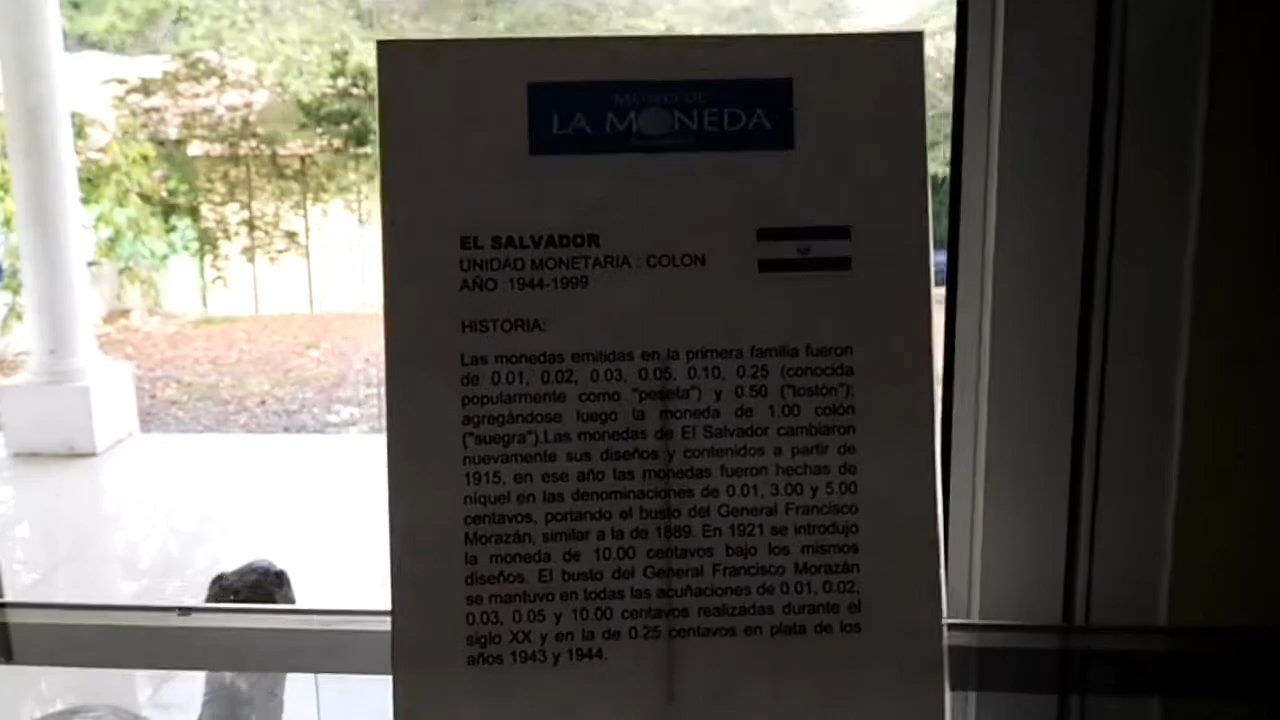 MUSEO DE
LA MONEDA
EL SALVADOR
UNIDAD MONETARIA : COLON
AÑO 1944-1999
HISTORIA:
Las monedas emitidas en la primera familia fueron
de 0.01, 0.02, 0.03, 0.05, 0.10, 0.25 (conocida
popularmente como "peseta") y 0.50 ("tostón");
agregándose luego la moneda de 1.00 colón
("suegra").Las monedas de El Salvador cambiaron
nuevamente sus diseños y contenidos a partir de
1915, en ese año las monedas fueron hechas de
níquel en las denominaciones de 0.01, 3.00 y 5.00
centavos, portando el busto del General Francisco
Morazán, similar a la de 1889. En 1921 se introdujo
la moneda de 10.00 centavos bajo los mismos
diseños. El busto del General Francisco Morazán
se mantuvo en todas las acuñaciones de 0.01, 0.02,
0.03, 0.05 y 10.00 centavos realizadas durante el
siglo XX y en la de 0.25 centavos en plata de los
años 1943 y 1944.